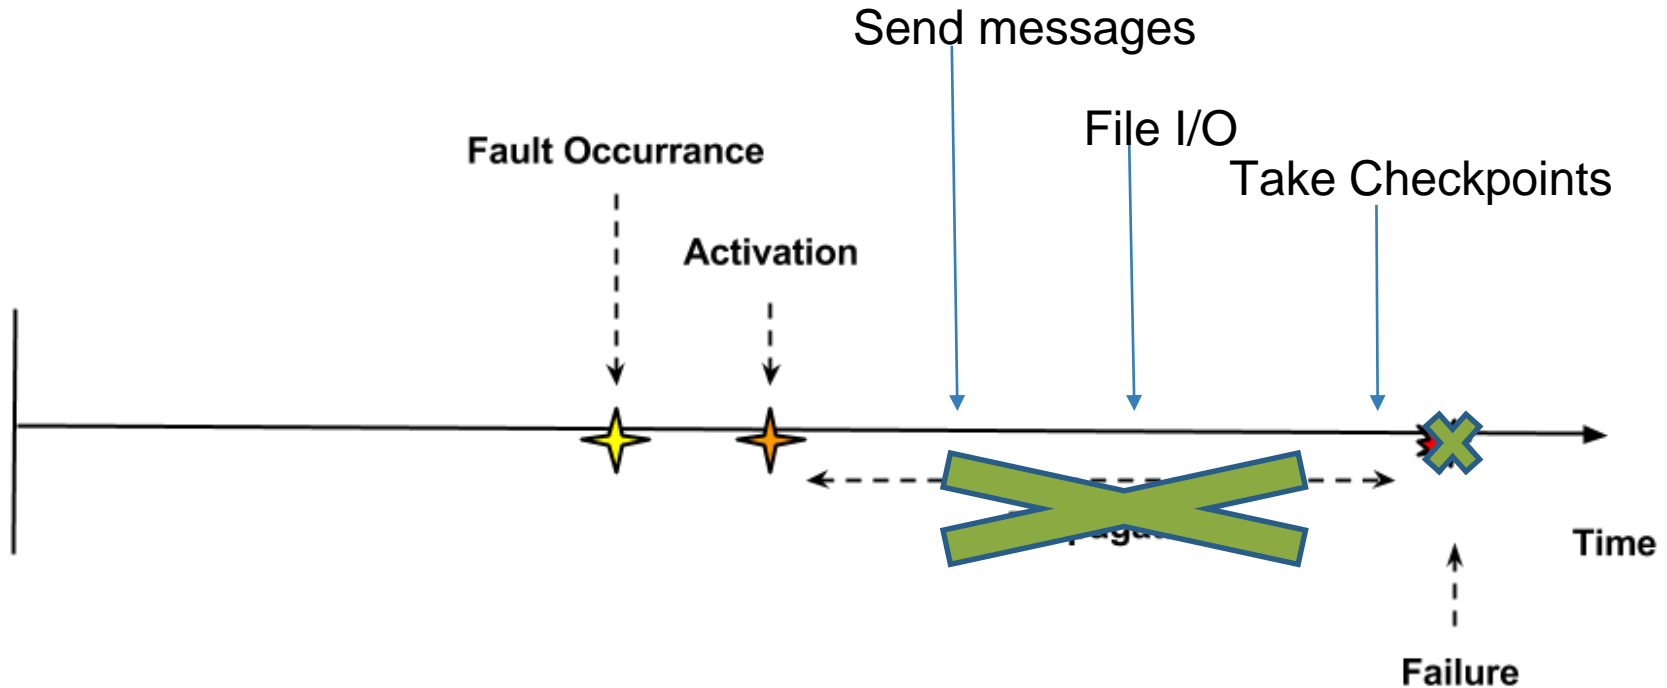 Send messages
File I/O
Fault Occurrance
Take Checkpoints
Activation
Time
Failure